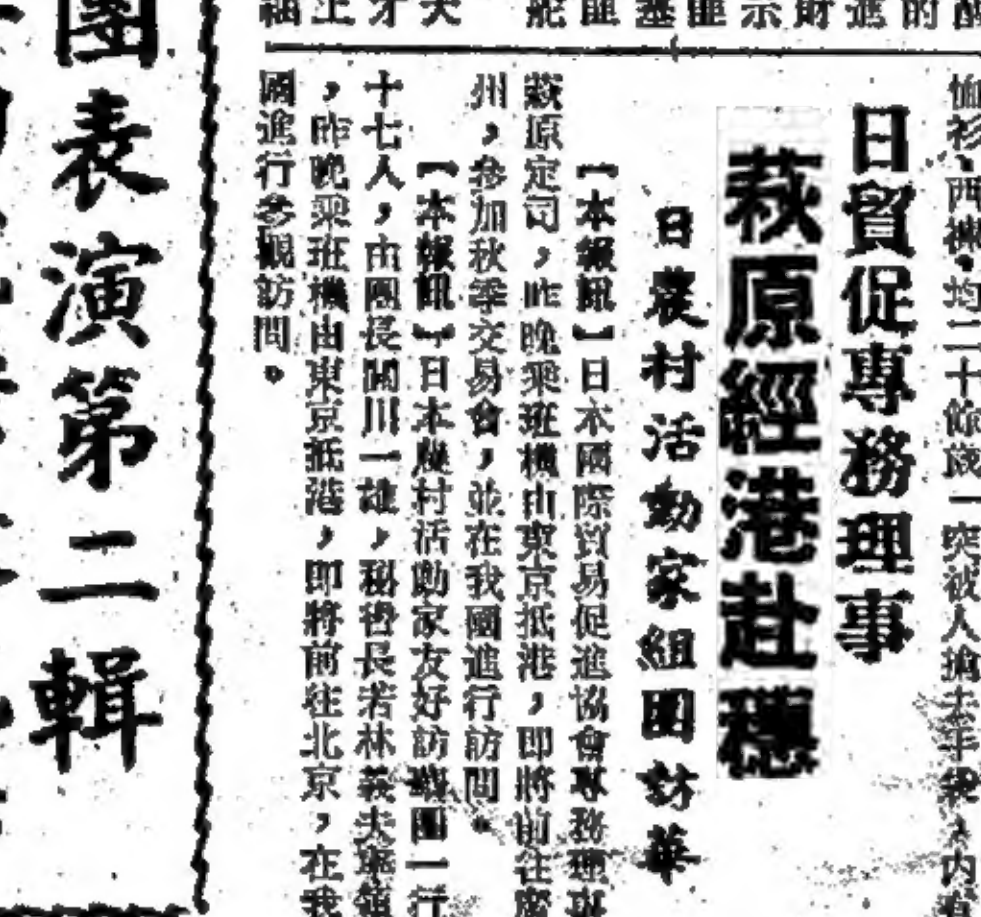 恤衫、西褲，均二十餘歲一突被人搶去手袋，內有
日貿促專務理事
萩原經港赴穗
日農村活動家組團訪華
【本報訊】日本國際貿易促進協會專務理事
萩原定司，昨晚乘班機由東京抵港，即將前往廣
州，參加秋季交易會，並在我國進行訪問。
【本報訊】日本農村活動家友好訪華團一行
十七人，由團長關川一雄，秘書長若林義夫率領
，昨晚乘班機由東京抵港，即將前往北京，在我
國進行參觀訪問。
團表演第二輯